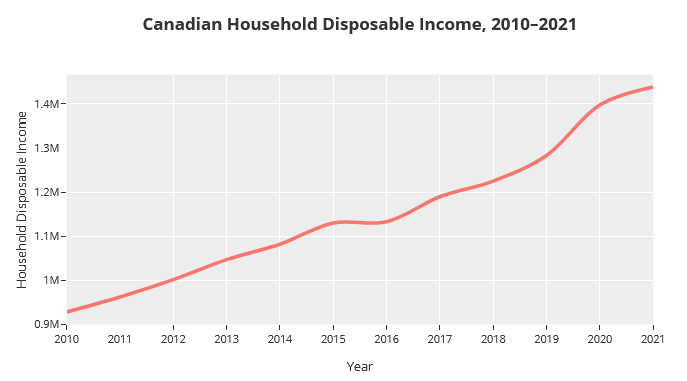 Canadian Household Disposable Income, 2010–2021
Household Disposable Income
1.4M
1.3M
1.2M
1.1M
1M
0.9M
2010 2011 2012 2013 2014 2015 2016 2017 2018 2019 2020 2021
Year